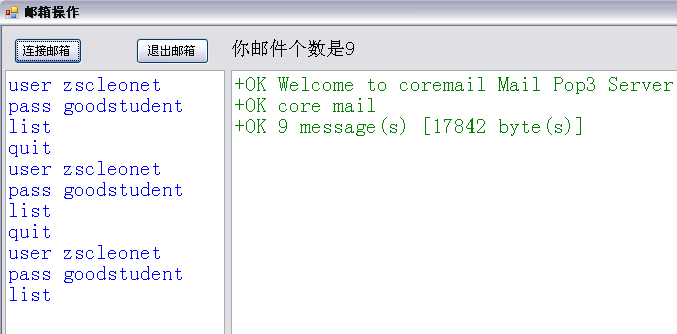 邮箱操作
连接邮箱 退出邮箱 你邮件个数是9
user zscleonet
pass goodstudent
list
quit
user zscleonet
pass goodstudent
list
quit
user zscleonet
pass goodstudent
list
+OK Welcome to coremail Mail Pop3 Server
+OK core mail
+OK 9 message(s) [17842 byte(s)]